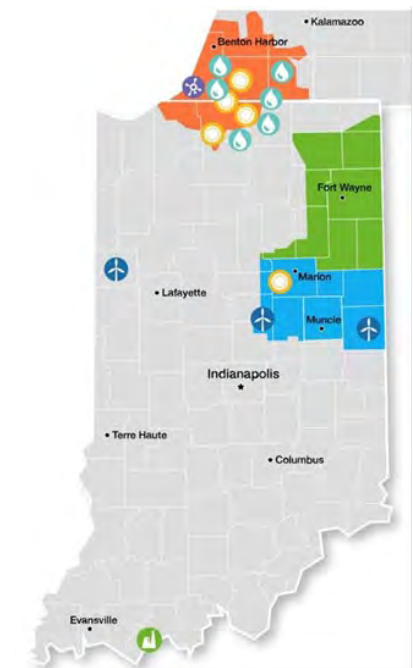 Kalamazoo
Benton Harbor
Fort Wayne
Marion
Lafayette
Muncie
Indianapolis
Terre Haute
Columbus
Evansville